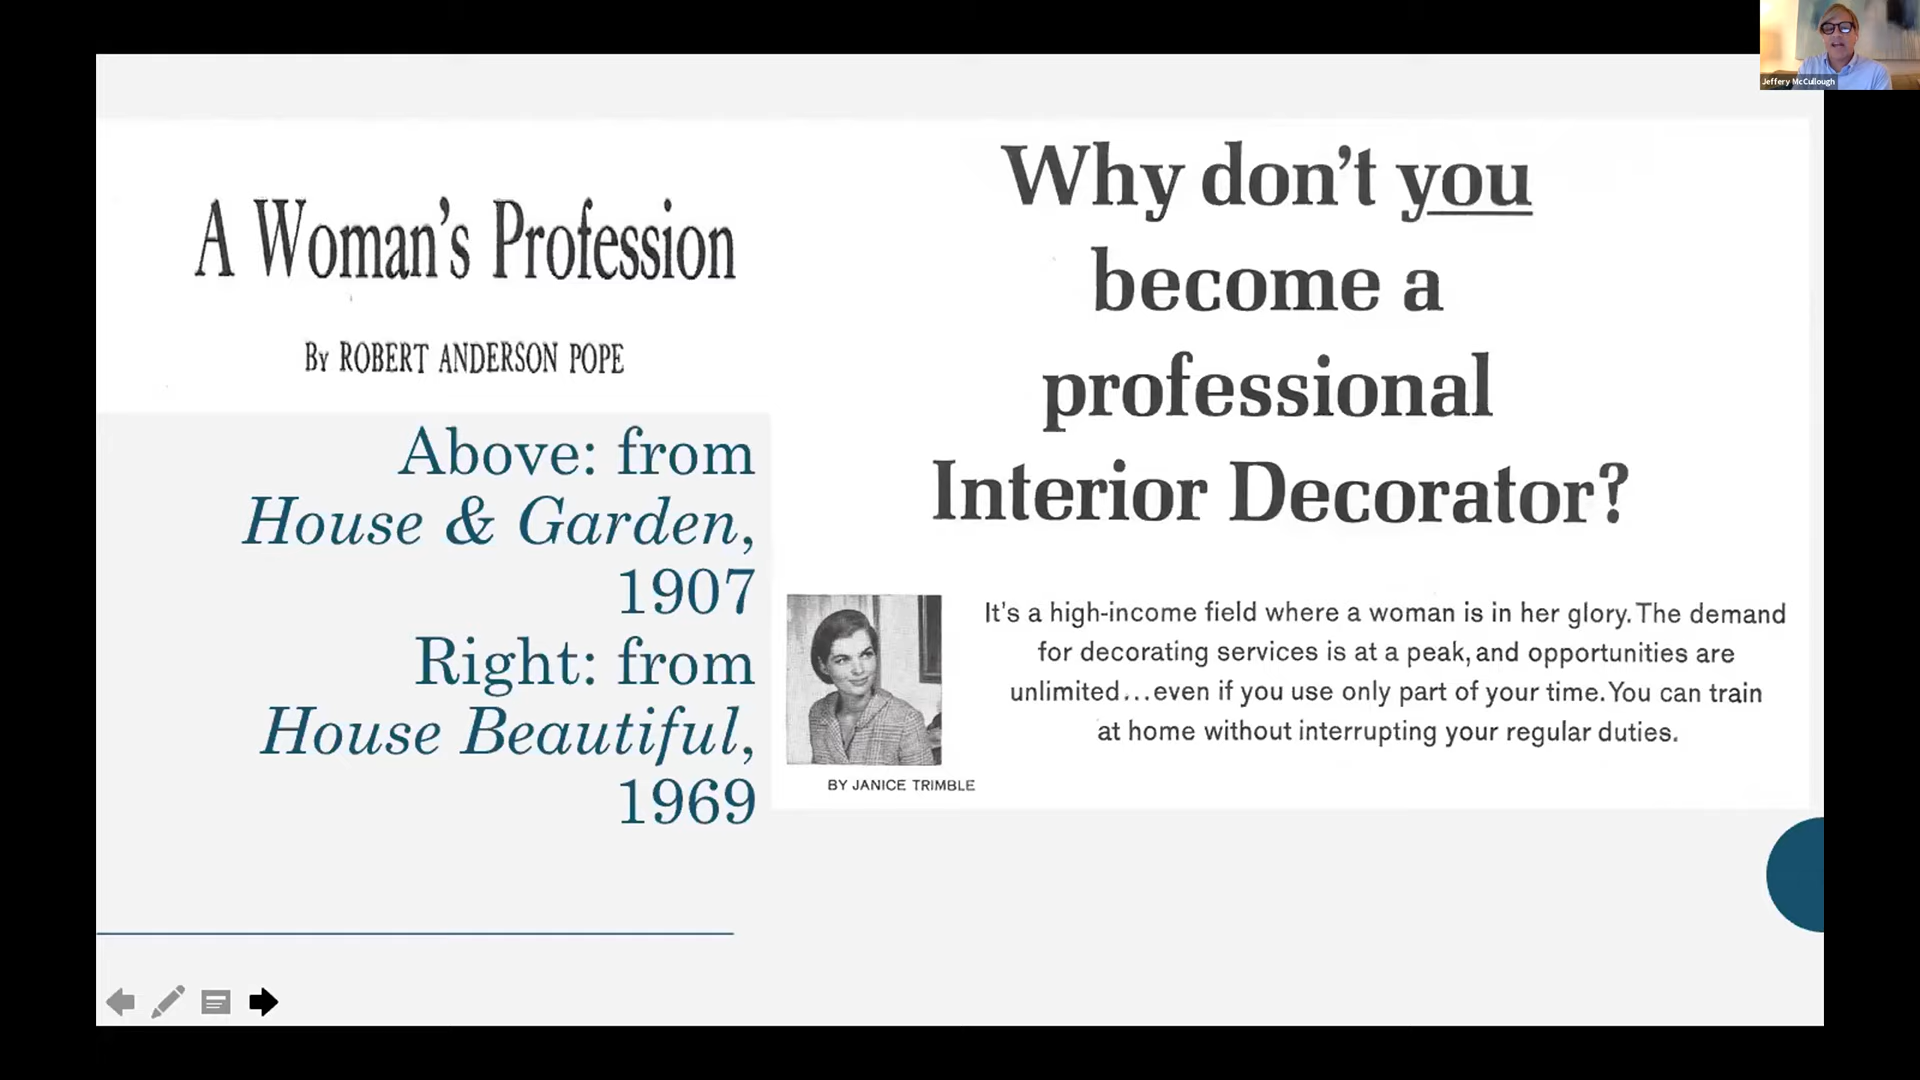 Jeffery McCullough
A Woman's Profession
By ROBERT ANDERSON POPE
Above: from
House & Garden,
1907
Right: from
House Beautiful,
1969
Why don't you
become a
professional
Interior Decorator?
It's a high-income field where a woman is in her glory. The demand
for decorating services is at a peak, and opportunities are
unlimited...even if you use only part of your time. You can train
at home without interrupting your regular duties.
BY JANICE TRIMBLE